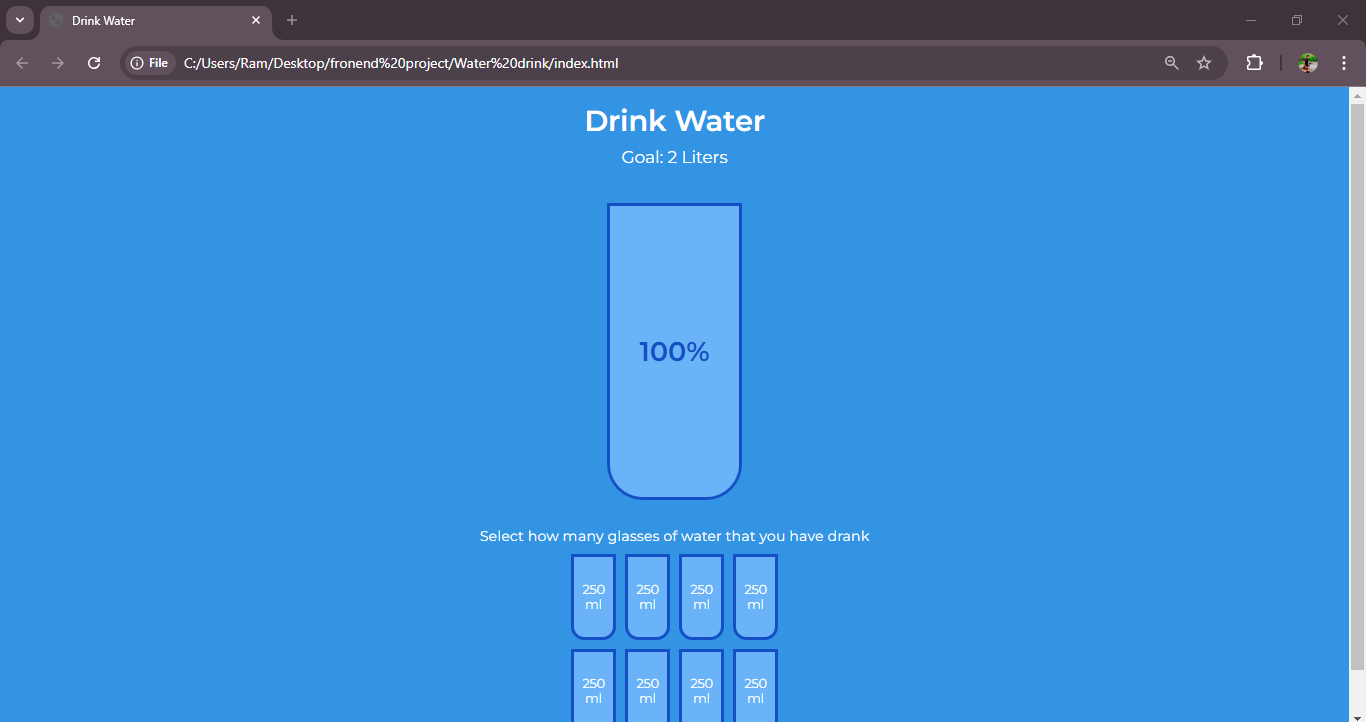 Drink Water
File C:/Users/Ram/Desktop/fronend%20project/Water%20drink/index.html
Drink Water
Goal: 2 Liters
100%
Select how many glasses of water that you have drank
250 250 250 250
ml ml ml ml
250 250 250 250
ml ml ml ml